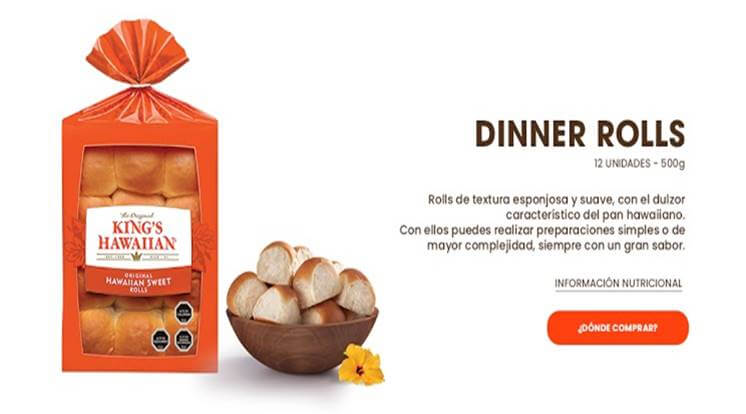 The Original
KING'S
HAWAIIAN
ORIGINAL
HAWAIIAN SWEET
ROLLS
DINNER ROLLS
12 UNIDADES - 500g
Rolls de textura esponjosa y suave, con el dulzor
característico del pan hawaiiano.
Con ellos puedes realizar preparaciones simples o de
mayor complejidad, siempre con un gran sabor.
INFORMACIÓN NUTRICIONAL
¿DÓNDE COMPRAR?